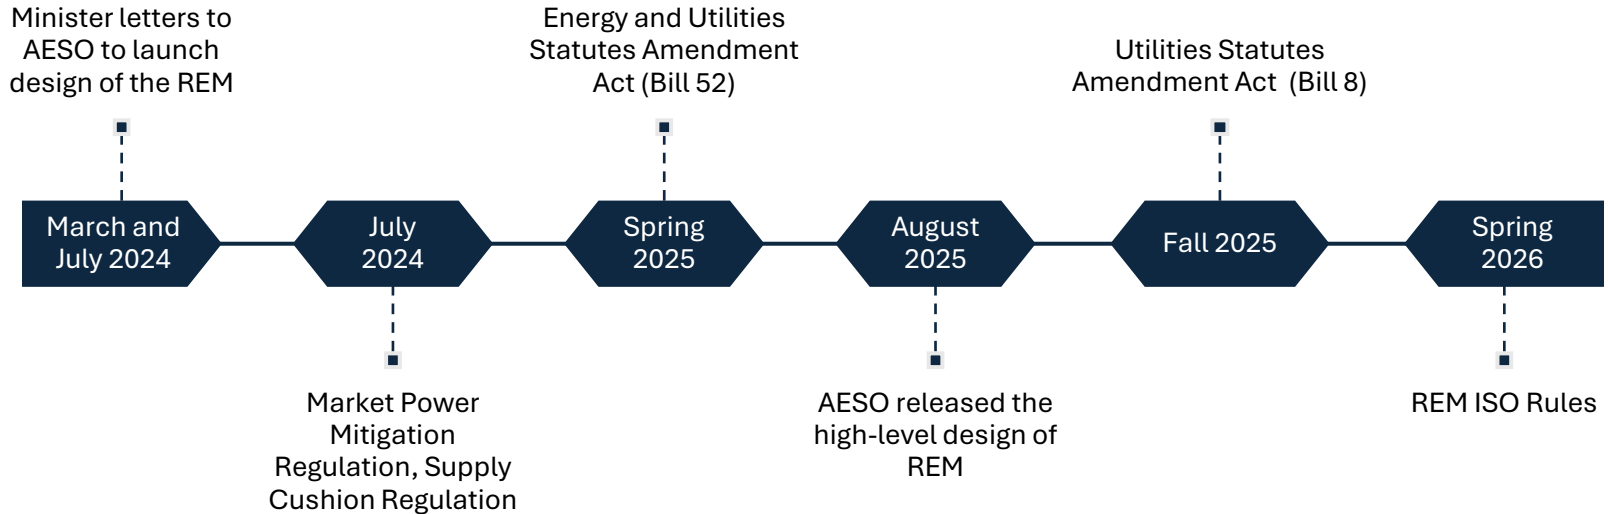 Minister letters to
AESO to launch
design of the REM
Energy and Utilities
Statutes Amendment
Act (Bill 52)
Utilities Statutes
Amendment Act  (Bill 8)
March and
July 2024
July
2024
Spring
2025
August
2025
Fall 2025
Spring
2026
Market Power
Mitigation
Regulation, Supply
Cushion Regulation
AESO released the
high-level design of
REM
REM ISO Rules